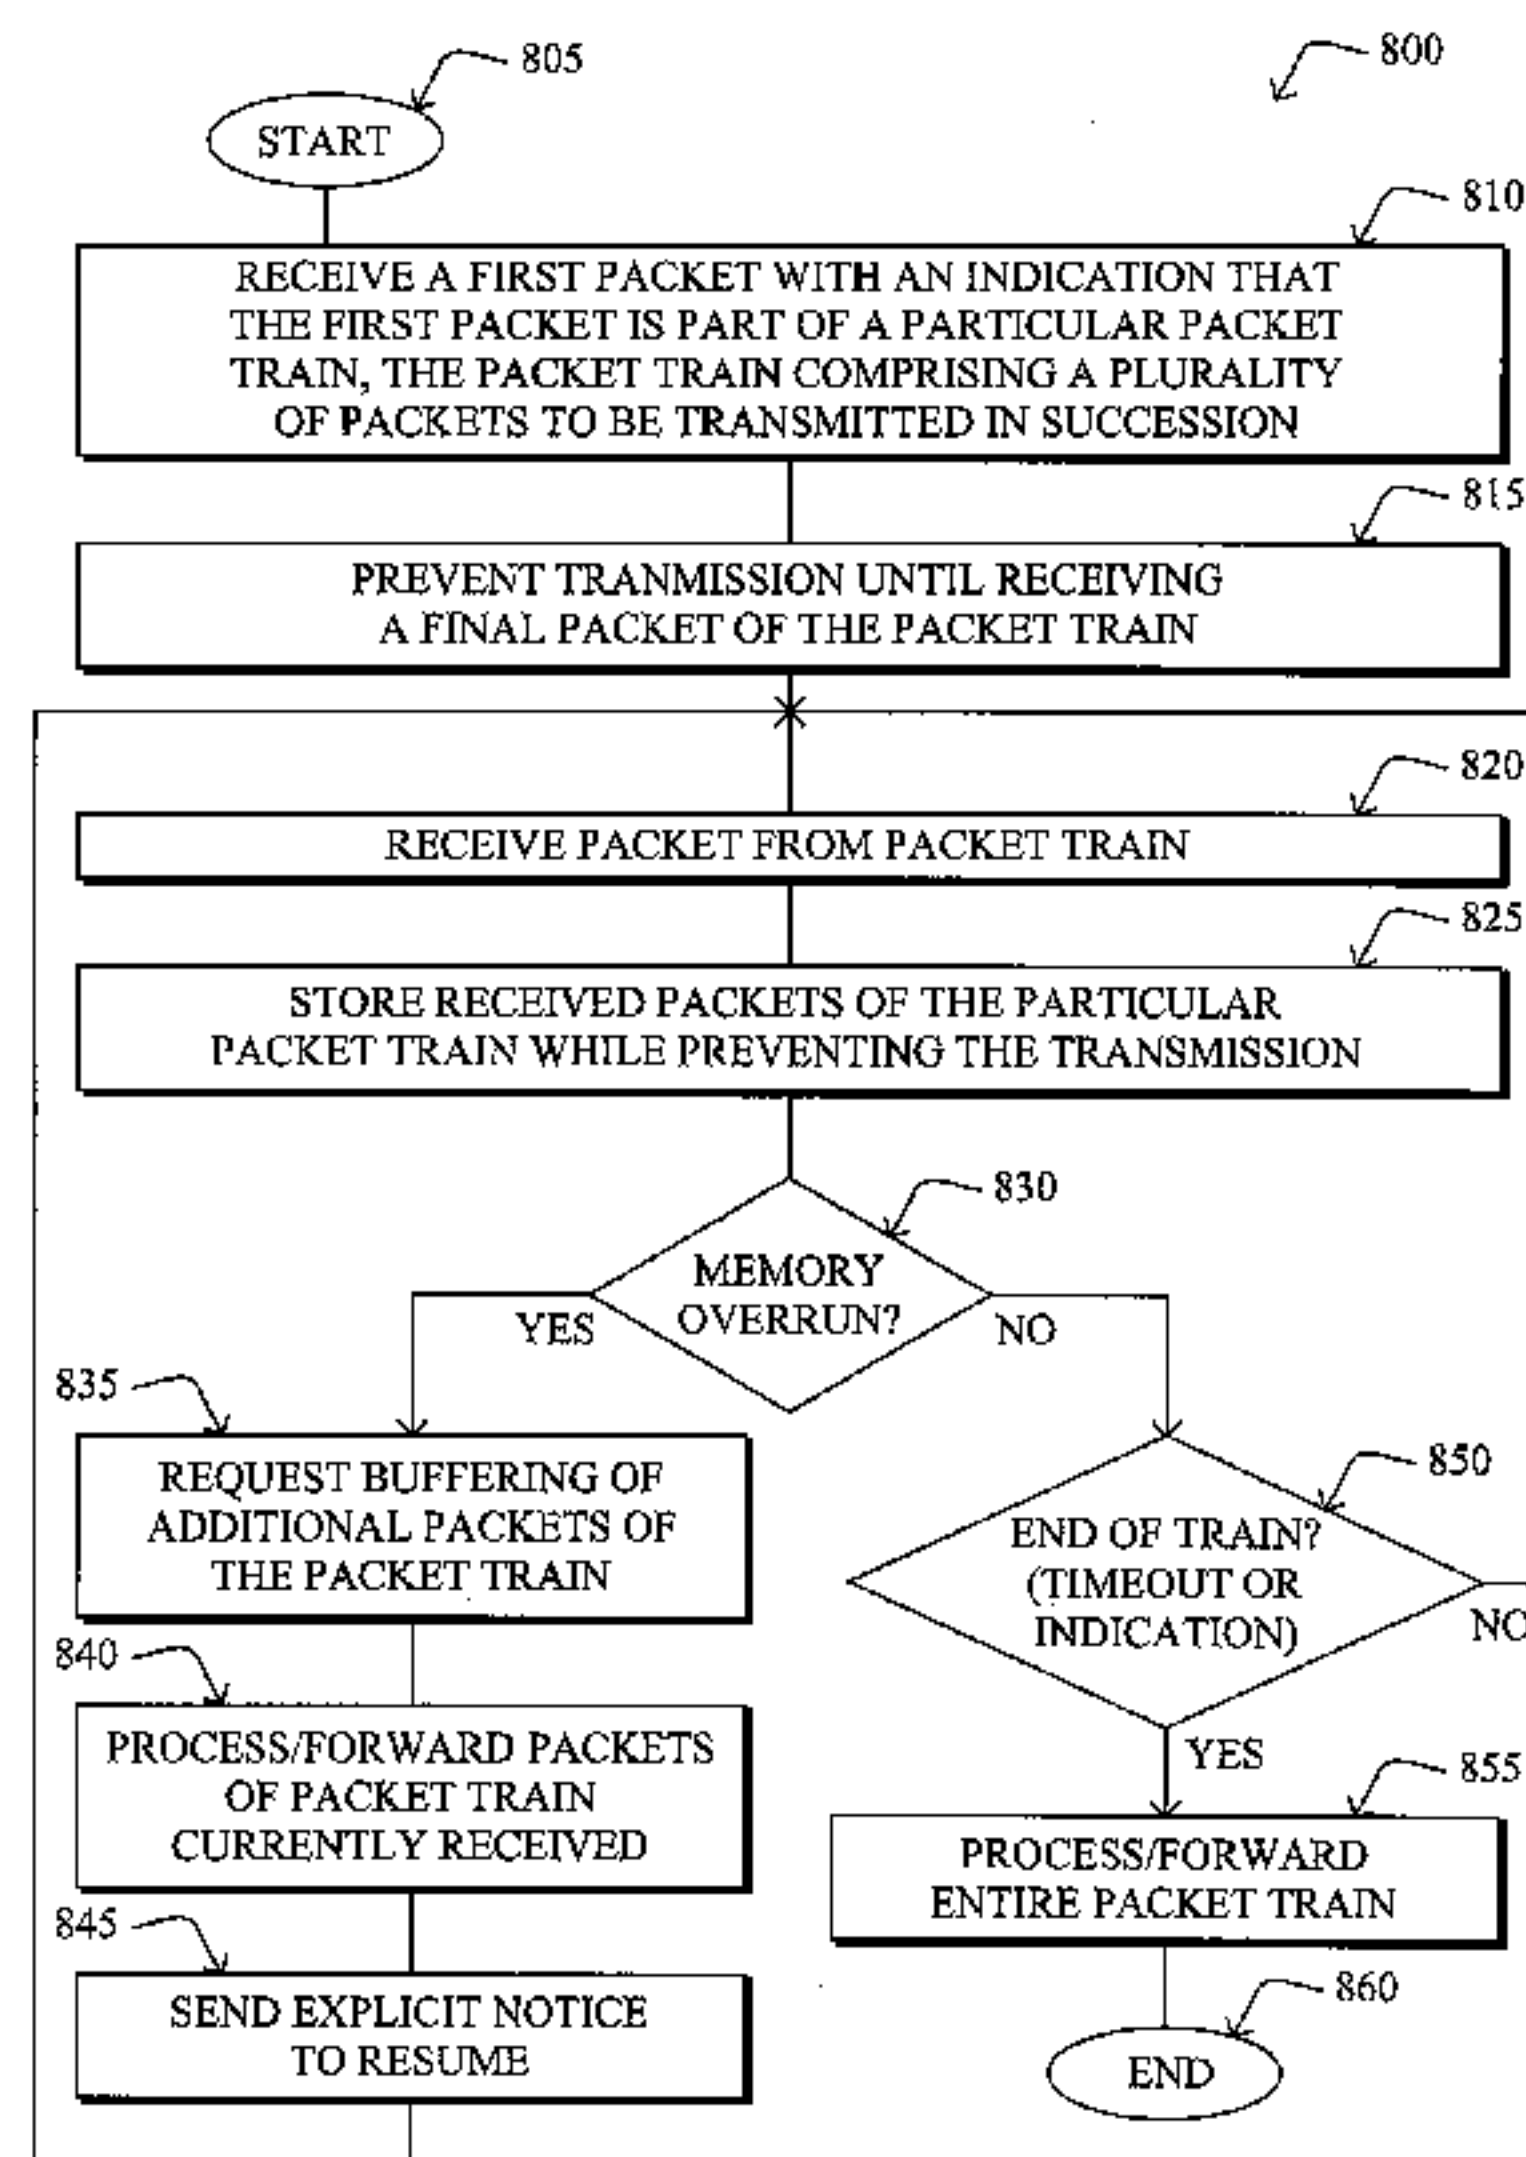 805
800
START
810
RECEIVE A FIRST PACKET WITH AN INDICATION THAT
THE FIRST PACKET IS PART OF A PARTICULAR PACKET
TRAIN, THE PACKET TRAIN COMPRISING A PLURALITY
OF PACKETS TO BE TRANSMITTED IN SUCCESSION
815
PREVENT TRANMISSION UNTIL RECEIVING
A FINAL PACKET OF THE PACKET TRAIN
820
RECEIVE PACKET FROM PACKET TRAIN
825
STORE RECEIVED PACKETS OF THE PARTICULAR
PACKET TRAIN WHILE PREVENTING THE TRANSMISSION
830
MEMORY
OVERRUN?
YES
NO
835
REQUEST BUFFERING OF
ADDITIONAL PACKETS OF
THE PACKET TRAIN
850
END OF TRAIN?
(TIMEOUT OR
INDICATION)
NO
840
PROCESS/FORWARD PACKETS
OF PACKET TRAIN
CURRENTLY RECEIVED
YES
855
PROCESS/FORWARD
ENTIRE PACKET TRAIN
845
SEND EXPLICIT NOTICE
TO RESUME
860
END